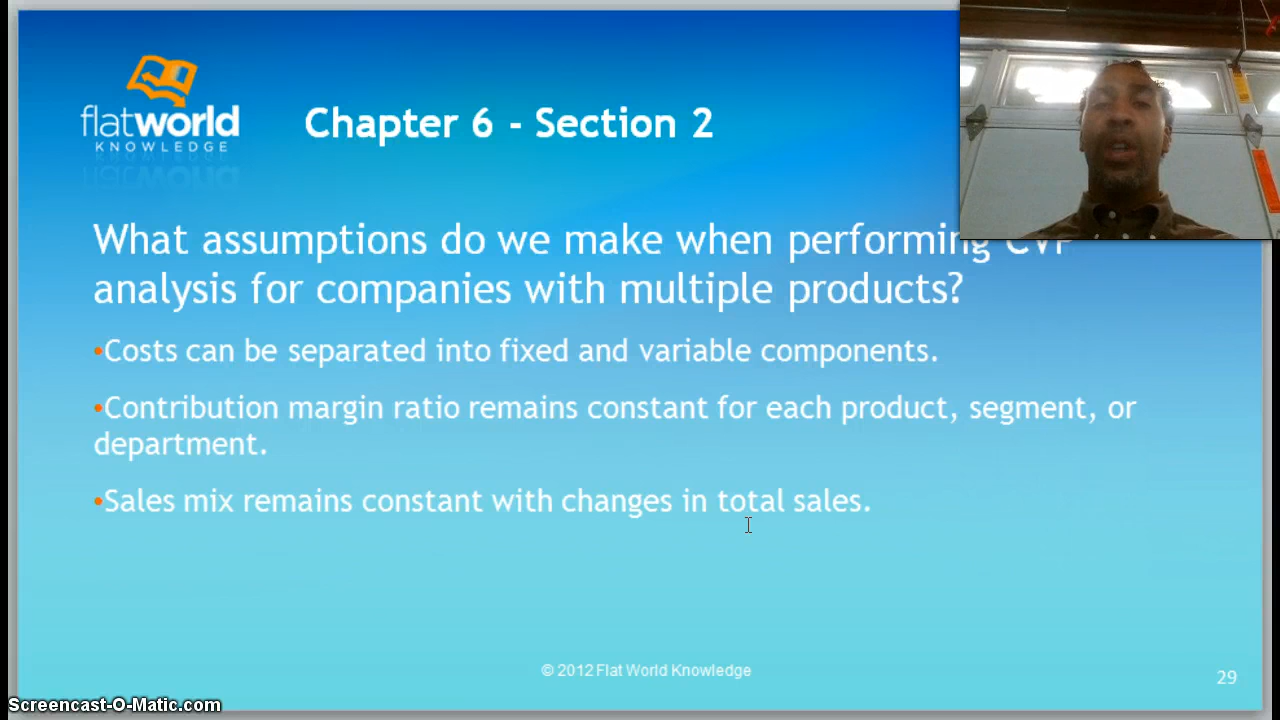 flatworld
KNOWLEDGE
Chapter 6 - Section 2
What assumptions do we make when performing CVP
analysis for companies with multiple products?
•Costs can be separated into fixed and variable components.
•Contribution margin ratio remains constant for each product, segment, or
department.
•Sales mix remains constant with changes in total sales.
© 2012 Flat World Knowledge
29
Screencast-O-Matic.com